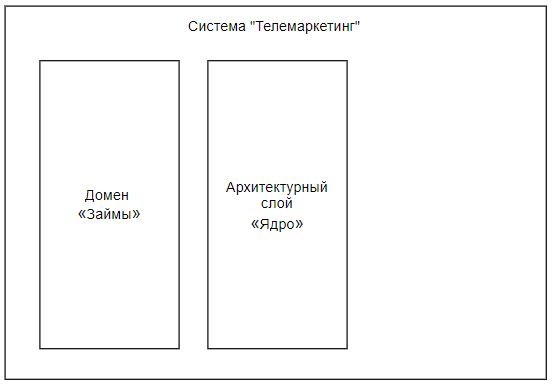 Система "Телемаркетинг"
Домен
«Займы»
Архитектурный
слой
«Ядро»